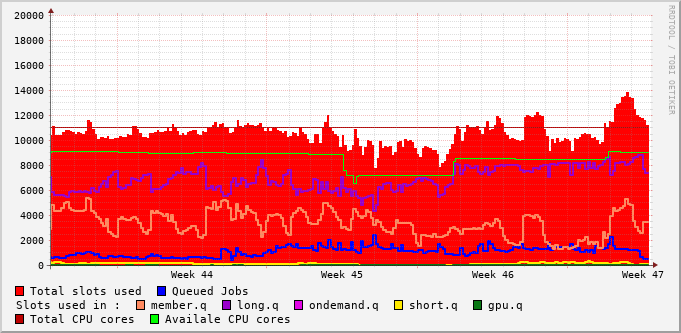 RRDTOOL / TOBI OETIKER
20000
18000
16000
14000
12000
10000
8000
6000
4000
2000
0
Week 44 Week 45 Week 46 Week 47
Total slots used Queued Jobs
Slots used in : member.q long.q ondemand.q short.q gpu.q
Total CPU cores Availale CPU cores